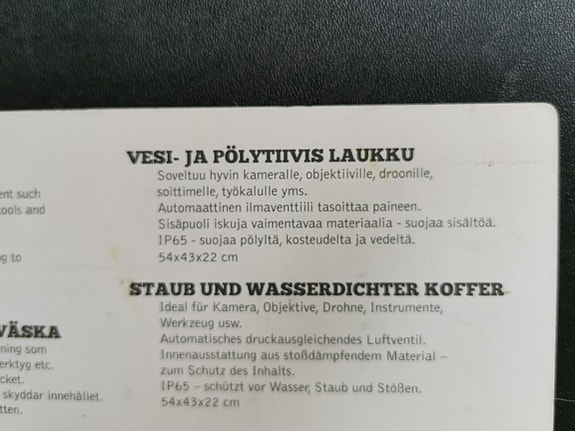 ent such
tools and
g to
VÄSKA
ning som
erktyg etc.
cket.
skyddar innehållet.
tten.
VESI- JA PÖLYTIIVIS LAUKKU
Soveltuu hyvin kameralle, objektiiville, droonille,
soittimelle, työkalulle yms.
Automaattinen ilmaventtiili tasoittaa paineen.
Sisäpuoli iskuja vaimentavaa materiaalia - suojaa sisältöä.
IP65 - suojaa pölyltä, kosteudelta ja vedeltä.
54x43x22 cm
STAUB UND WASSERDICHTER KOFFER
Ideal für Kamera, Objektive, Drohne, Instrumente,
Werkzeug usw.
Automatisches druckausgleichendes Luftventil.
Innenausstattung aus stoßdämpfendem Material –
zum Schutz des Inhalts.
IP65 – schützt vor Wasser, Staub und Stößen.
54x43x22 cm